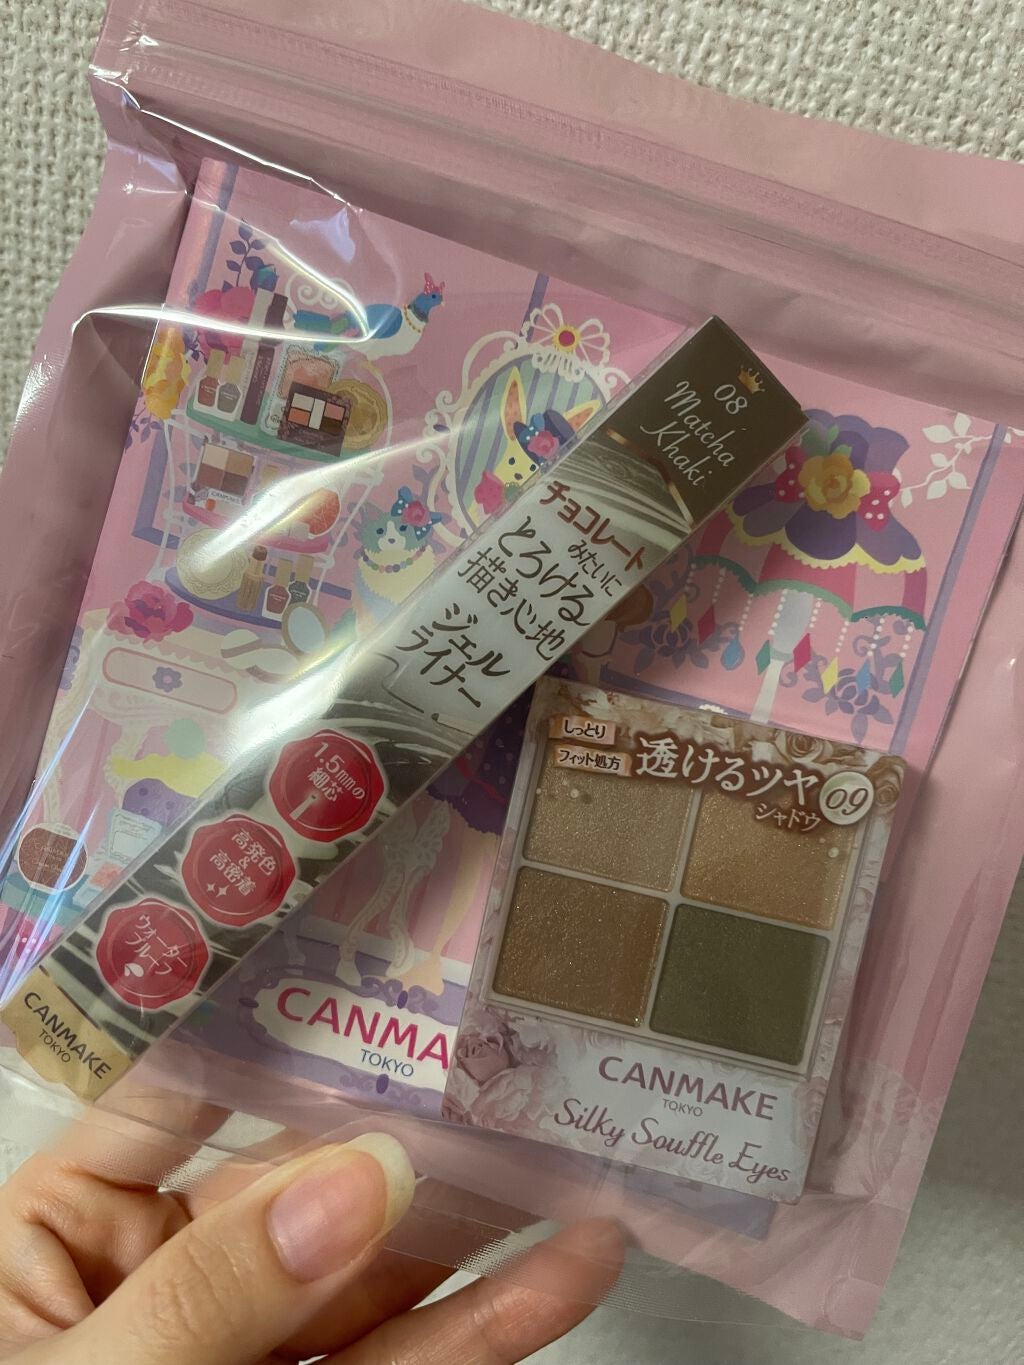 08
Matcha
Khaki
チョコレート
みたいに
とろける
描き心地
ジェル
ライナー
1.5mmの
細芯
高発色
&
高密着
ウォーター
プルーフ
CANMAKE
TOKYO
CANMA
TOKYO
しっとり
フィット処方
透けるツヤ
シャドウ
09
CANMAKE
TOKYO
Silky Souffle Eyes